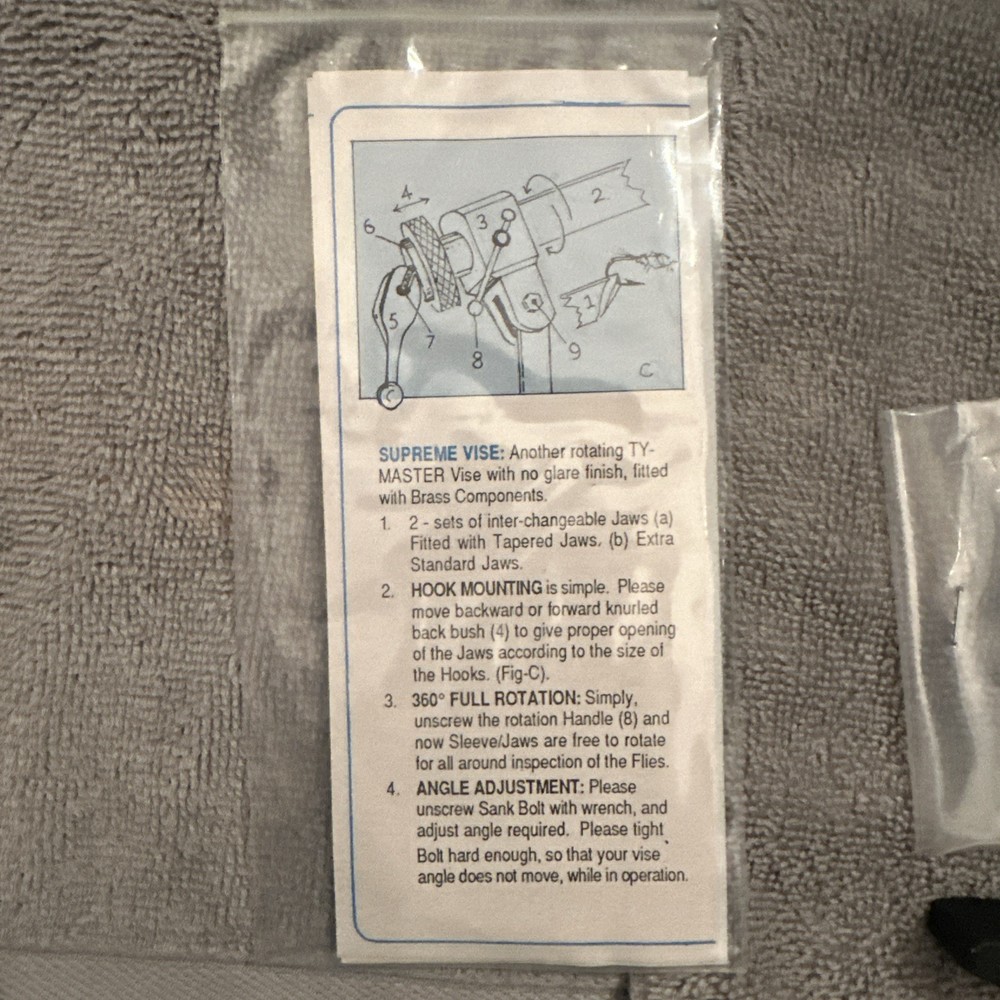 4
6
3
2
5
7
8
1
9
C
SUPREME VISE: Another rotating TY-
MASTER Vise with no glare finish, fitted
with Brass Components.
1. 2 - sets of inter-changeable Jaws (a)
Fitted with Tapered Jaws. (b) Extra
Standard Jaws.
2. HOOK MOUNTING is simple. Please
move backward or forward knurled
back bush (4) to give proper opening
of the Jaws according to the size of
the Hooks. (Fig-C).
3. 360° FULL ROTATION: Simply,
unscrew the rotation Handle (8) and
now Sleeve/Jaws are free to rotate
for all around inspection of the Flies.
4. ANGLE ADJUSTMENT: Please
unscrew Sank Bolt with wrench, and
adjust angle required. Please tight
Bolt hard enough, so that your vise
angle does not move, while in operation.